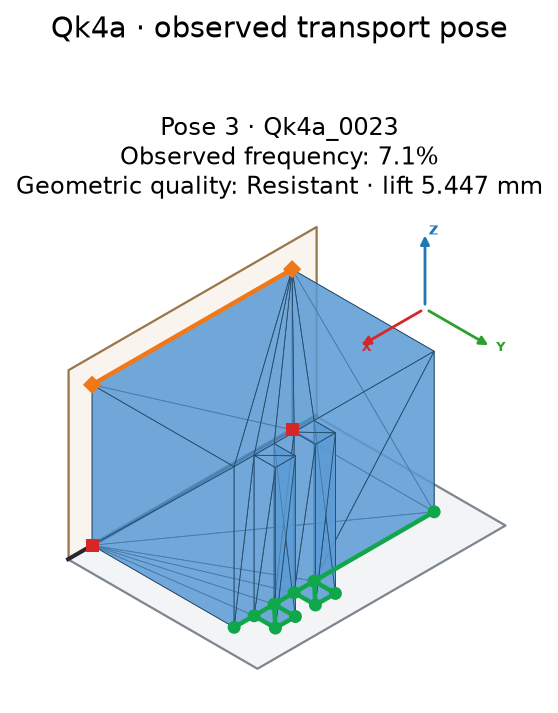 Qk4a · observed transport pose
Pose 3 · Qk4a_0023
Observed frequency: 7.1%
Geometric quality: Resistant · lift 5.447 mm
Z
X
Y